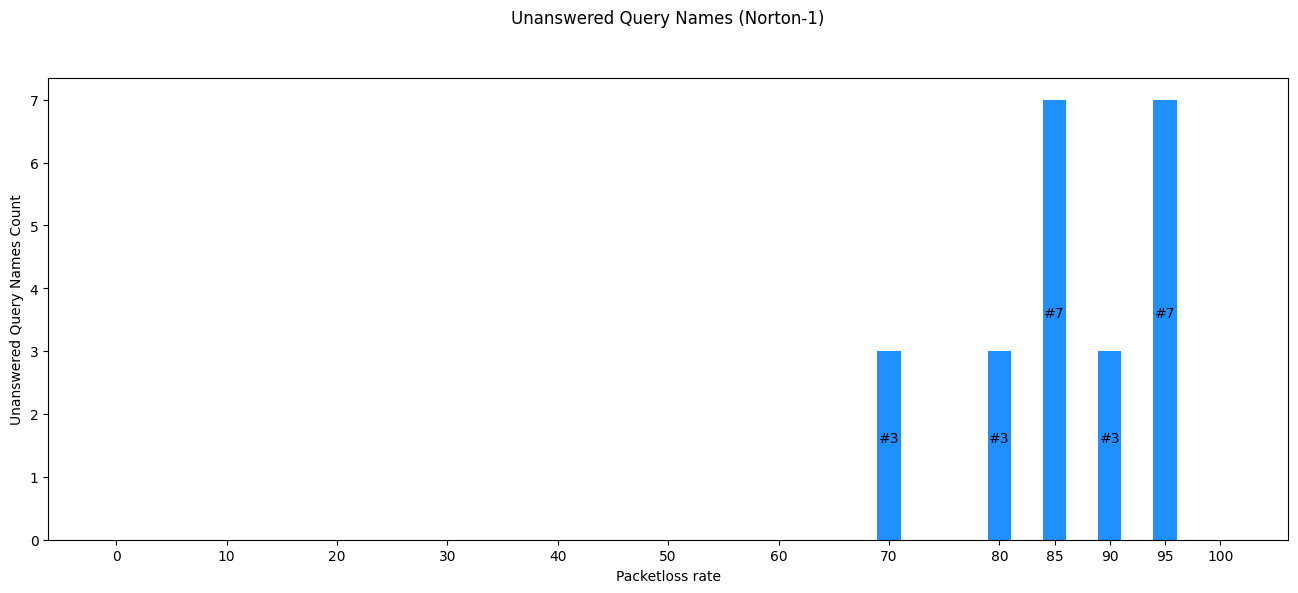 Unanswered Query Names (Norton-1)
Unanswered Query Names Count
7
6
5
4
3
2
1
0
#7 #7
#3 #3 #3
0 10 20 30 40 50 60 70 80 85 90 95 100
Packetloss rate